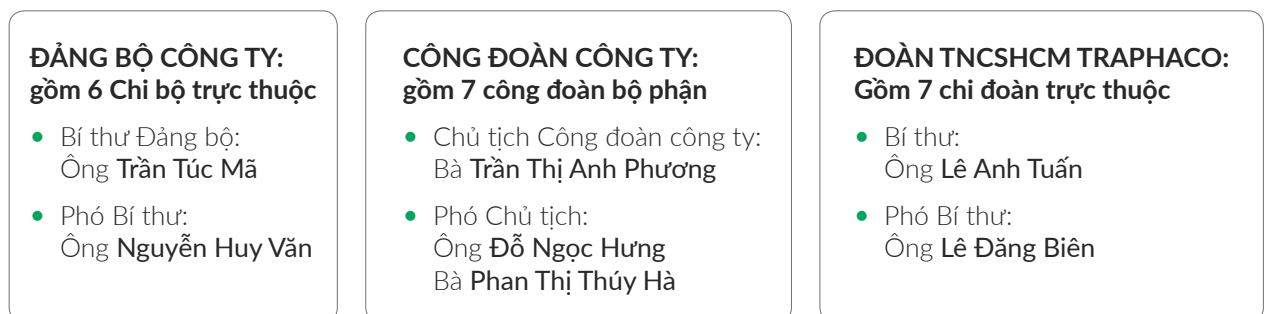 ĐẢNG BỘ CÔNG TY:
gồm 6 Chi bộ trực thuộc
• Bí thư Đảng bộ:
Ông Trần Túc Mã
• Phó Bí thư:
Ông Nguyễn Huy Văn
CÔNG ĐOÀN CÔNG TY:
gồm 7 công đoàn bộ phận
• Chủ tịch Công đoàn công ty:
Bà Trần Thị Anh Phương
• Phó Chủ tịch:
Ông Đỗ Ngọc Hưng
Bà Phan Thị Thúy Hà
ĐOÀN TNCSHCM TRAPHACO:
Gồm 7 chi đoàn trực thuộc
• Bí thư:
Ông Lê Anh Tuấn
• Phó Bí thư:
Ông Lê Đăng Biên